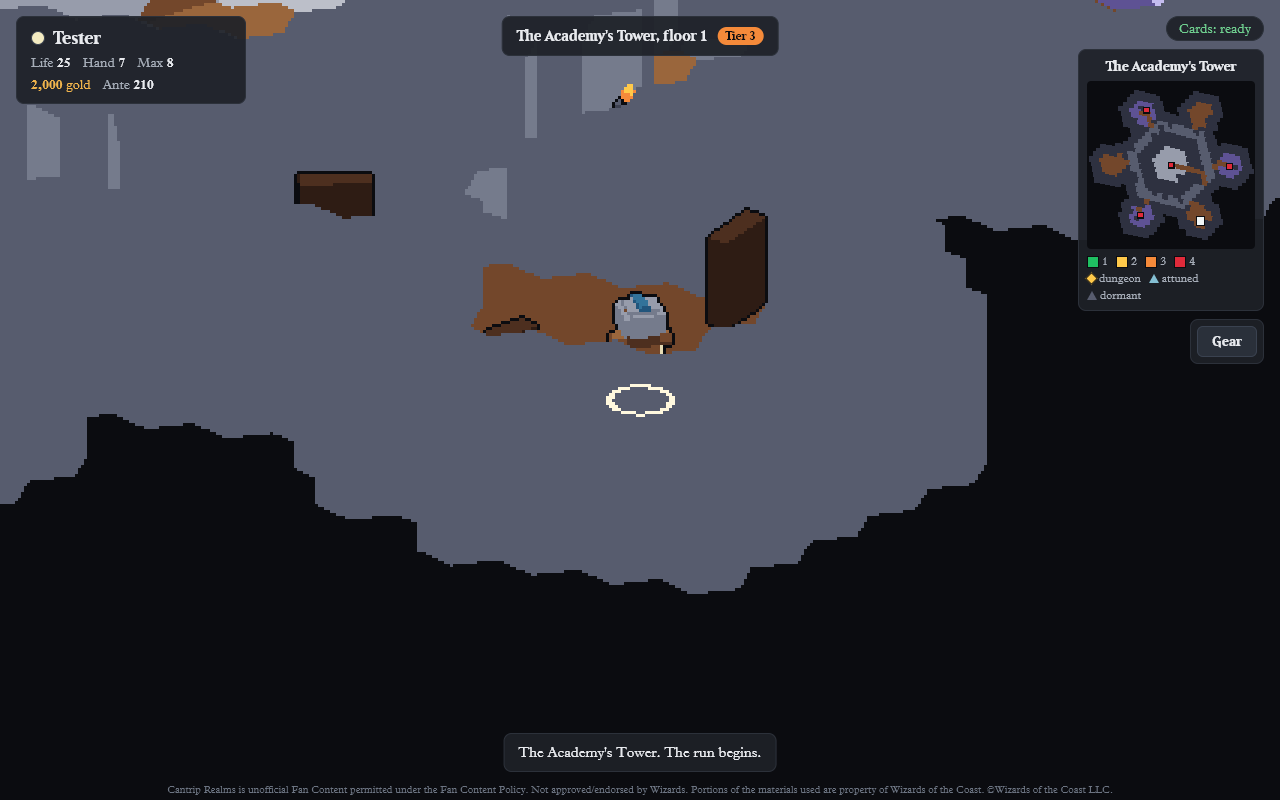 Tester
Life 25 Hand 7 Max 8
2,000 gold Ante 210
The Academy's Tower, floor 1 Tier 3
Cards: ready
The Academy's Tower
1 2 3 4
dungeon attuned
dormant
Gear
The Academy's Tower. The run begins.
Cantrip Realms is unofficial Fan Content permitted under the Fan Content Policy. Not approved/endorsed by Wizards. Portions of the materials used are property of Wizards of the Coast. ©Wizards of the Coast LLC.